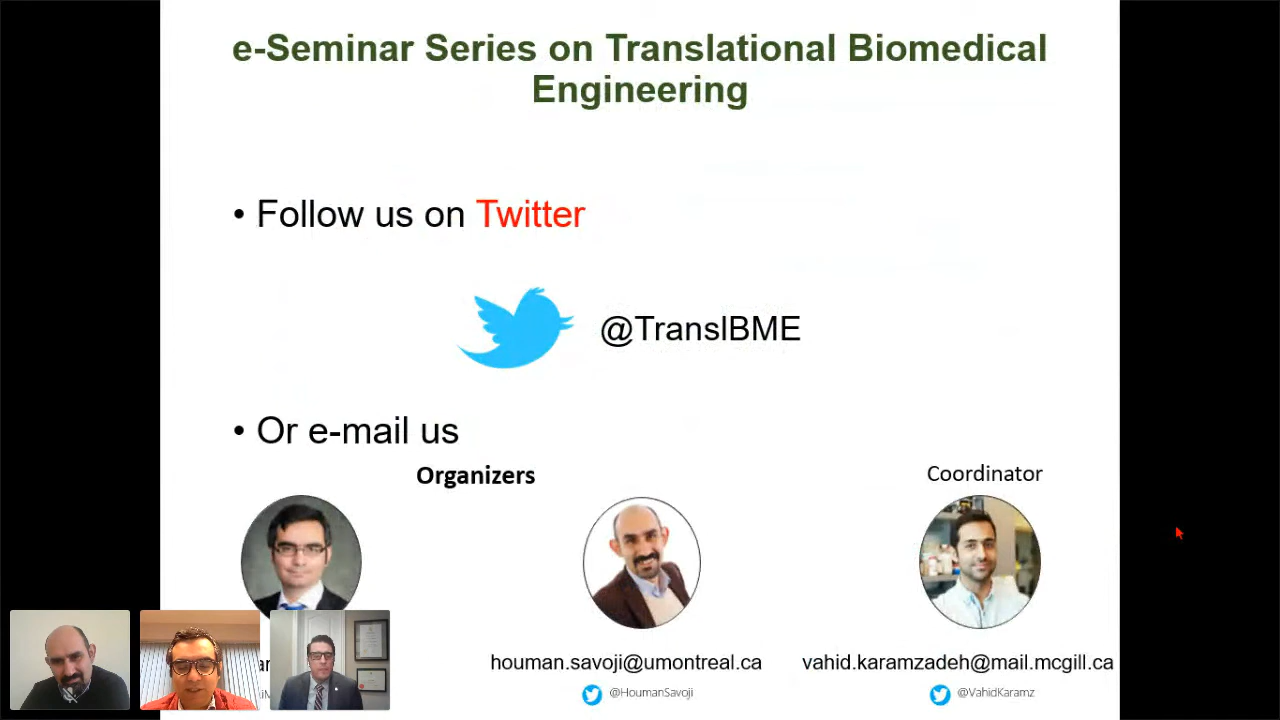 e-Seminar Series on Translational Biomedical
Engineering
• Follow us on Twitter
@TranslBME
• Or e-mail us
Organizers
Coordinator
houman.savoji@umontreal.ca
vahid.karamzadeh@mail.mcgill.ca
@HoumanSavoji
@VahidKaramz